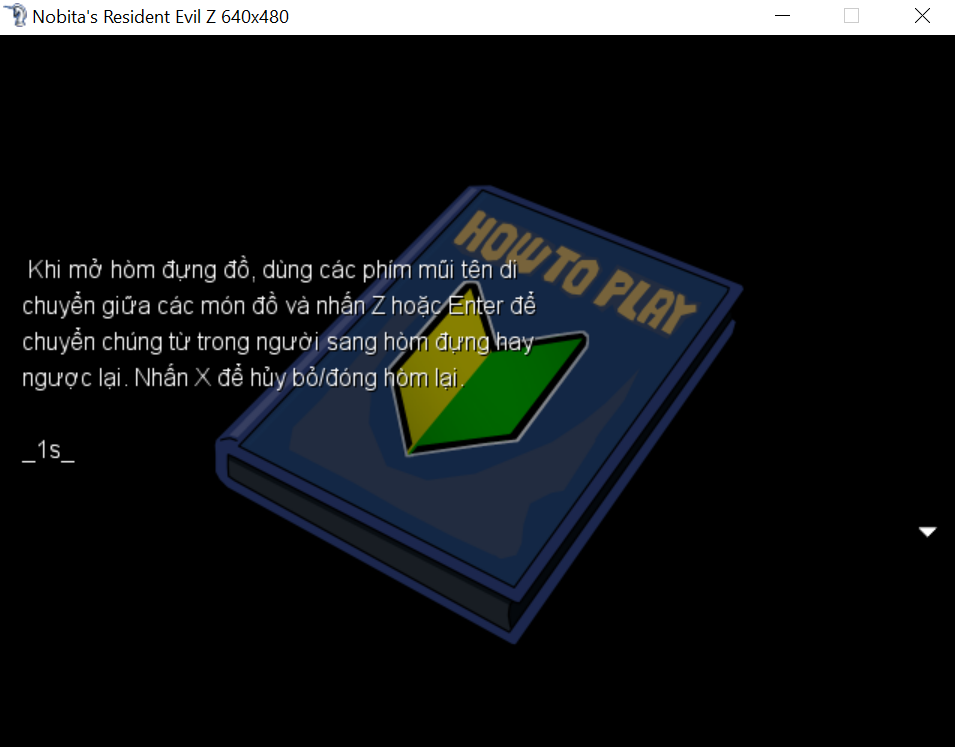 Nobita's Resident Evil Z 640x480
HOW TO PLAY
Khi mở hòm đựng đồ, dùng các phím mũi tên di
chuyển giữa các món đồ và nhấn Z hoặc Enter để
chuyển chúng từ trong người sang hòm đựng hay
ngược lại. Nhấn X để hủy bỏ/đóng hòm lại.
_1s_